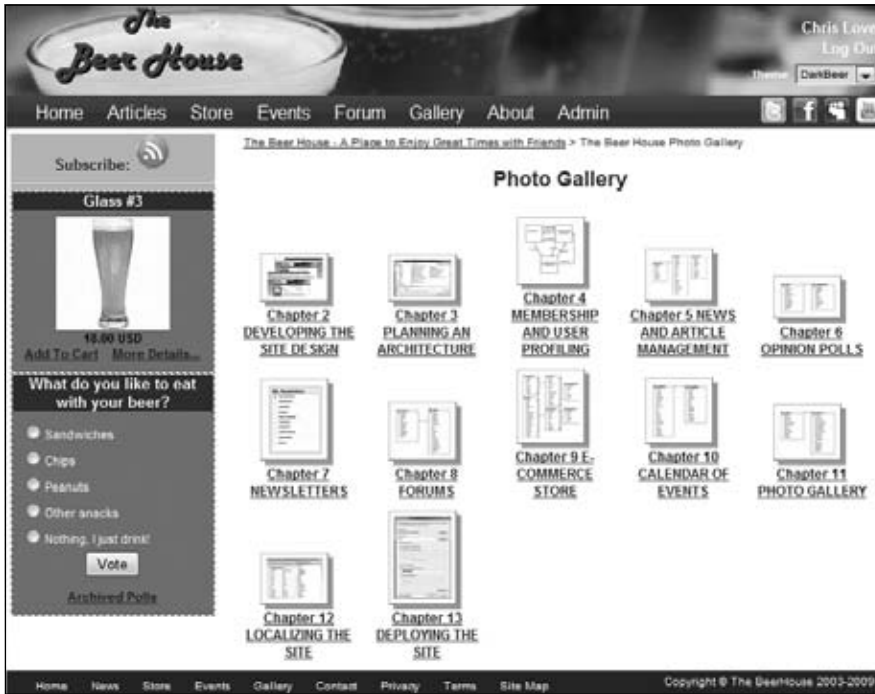 The
Beer House
Chris Love
Log Out
Theme: DarkBeer
Home Articles Store Events Forum Gallery About Admin
Subscribe:
The Beer House - A Place to Enjoy Great Times with Friends > The Beer House Photo Gallery
Photo Gallery
Glass #3
18.00 USD
Add To Cart More Details...
What do you like to eat
with your beer?
Sandwiches
Chips
Peanuts
Other snacks
Nothing, I just drink!
Vote
Archived Polls
Chapter 2
DEVELOPING THE
SITE DESIGN
Chapter 3
PLANNING AN
ARCHITECTURE
Chapter 4
MEMBERSHIP
AND USER
PROFILING
Chapter 5 NEWS
AND ARTICLE
MANAGEMENT
Chapter 6
OPINION POLLS
Chapter 7
NEWSLETTERS
Chapter 8
FORUMS
Chapter 9 E-
COMMERCE
STORE
Chapter 10
CALENDAR OF
EVENTS
Chapter 11
PHOTO GALLERY
Chapter 12
LOCALIZING THE
SITE
Chapter 13
DEPLOYING THE
SITE
Home News Store Events Gallery Contact Privacy Terms Site Map
Copyright © The BeerHouse 2003-2009